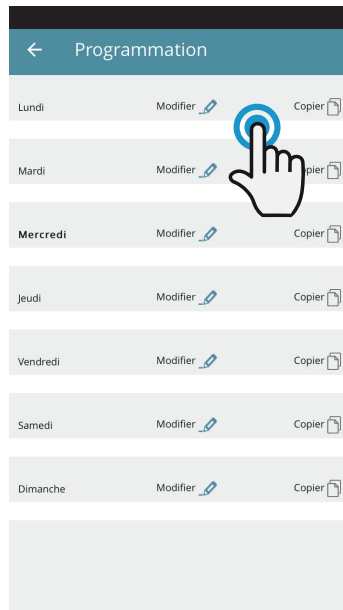 Programmation
Lundi Modifier Copier
Mardi Modifier opier
Mercredi Modifier Copier
Jeudi Modifier Copier
Vendredi Modifier Copier
Samedi Modifier Copier
Dimanche Modifier Copier